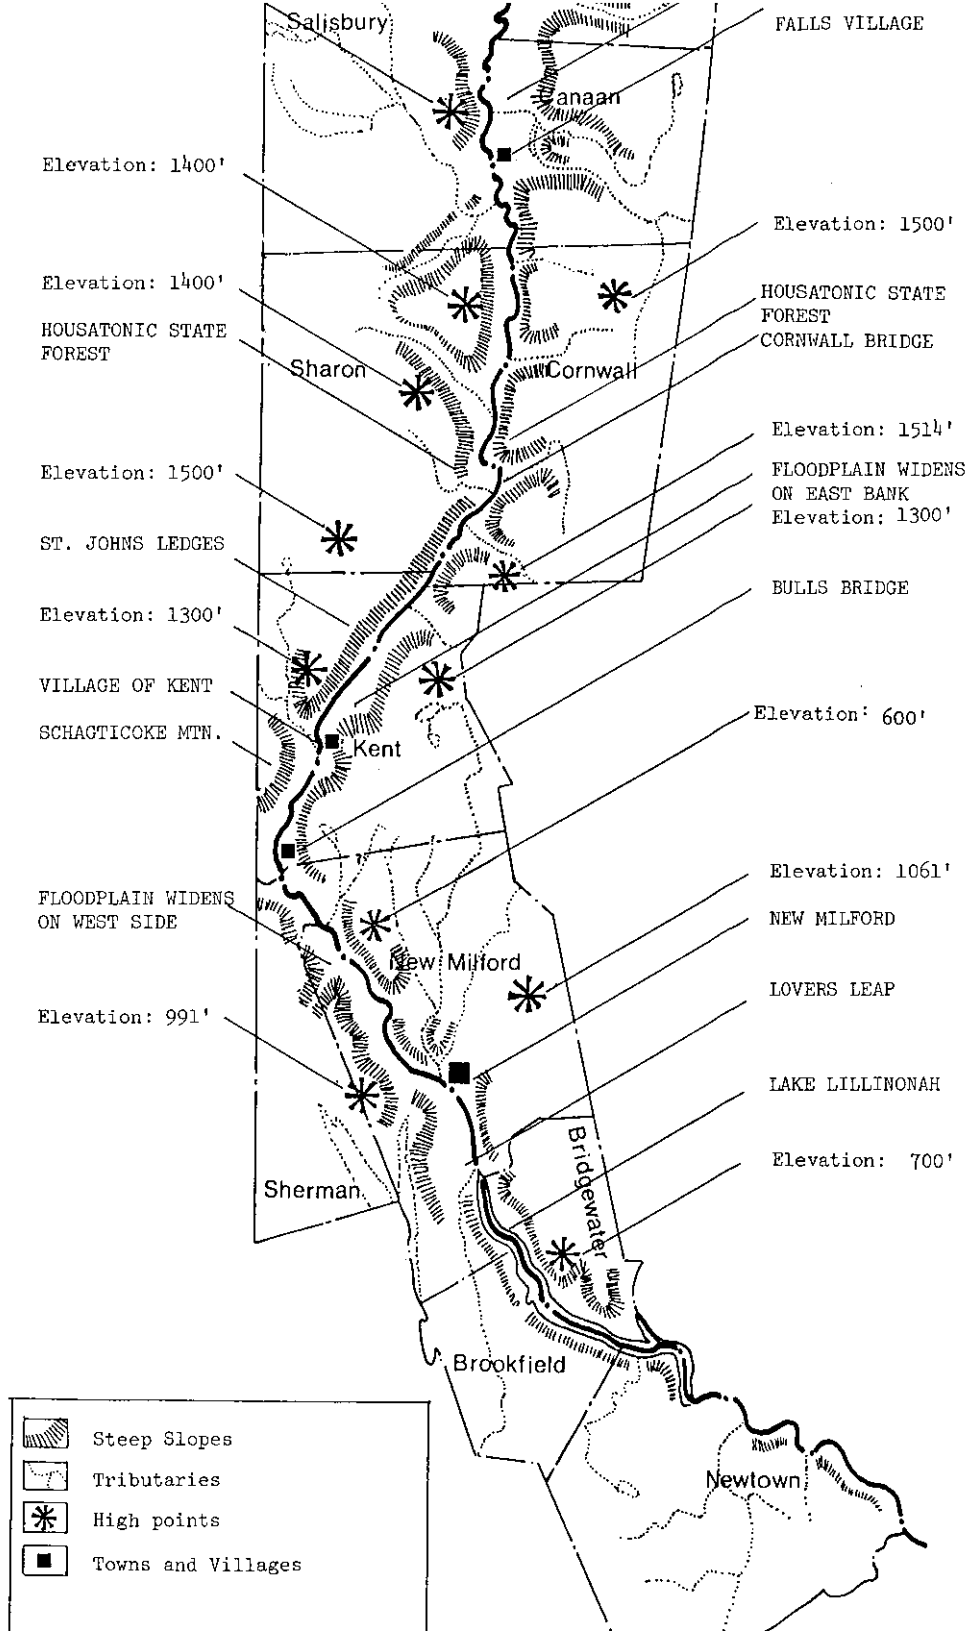 Salisbury
FALLS VILLAGE
Canaan
Elevation: 1400'
Elevation: 1500'
Elevation: 1400'
HOUSATONIC STATE
FOREST
HOUSATONIC STATE
FOREST
CORNWALL BRIDGE
Sharon
Cornwall
Elevation: 1514'
Elevation: 1500'
FLOODPLAIN WIDENS
ON EAST BANK
Elevation: 1300'
ST. JOHNS LEDGES
BULLS BRIDGE
Elevation: 1300'
VILLAGE OF KENT
Elevation: 600'
SCHAGTICOKE MTN.
Kent
Elevation: 1061'
FLOODPLAIN WIDENS
ON WEST SIDE
NEW MILFORD
New Milford
LOVERS LEAP
Elevation: 991'
LAKE LILLINONAH
Bridgewater
Elevation: 700'
Sherman
Brookfield
Newtown
Steep Slopes
Tributaries
High points
Towns and Villages